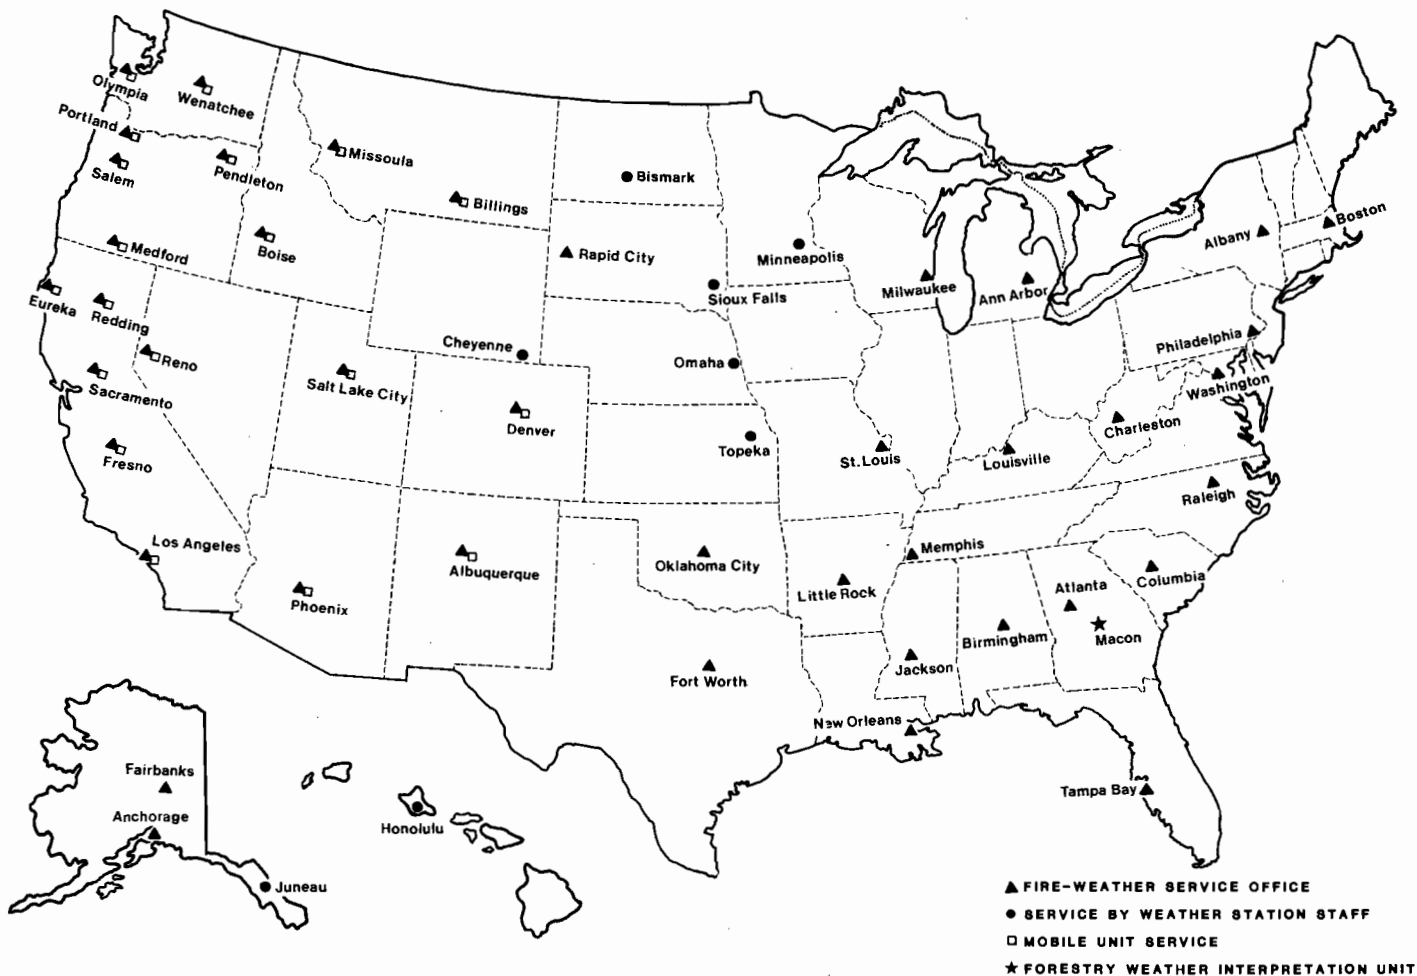 Olympia
Wenatchee
Portland
Salem
Pendleton
Missoula
Billings
Bismark
Medford
Boise
Rapid City
Minneapolis
Sioux Falls
Milwaukee
Ann Arbor
Albany
Boston
Eureka
Redding
Reno
Sacramento
Salt Lake City
Cheyenne
Omaha
Philadelphia
Washington
Denver
Topeka
St. Louis
Louisville
Charleston
Fresno
Raleigh
Los Angeles
Albuquerque
Phoenix
Oklahoma City
Memphis
Little Rock
Atlanta
Columbia
Macon
Birmingham
Jackson
Fort Worth
New Orleans
Tampa Bay
Fairbanks
Anchorage
Juneau
Honolulu
FIRE-WEATHER SERVICE OFFICE
SERVICE BY WEATHER STATION STAFF
MOBILE UNIT SERVICE
FORESTRY WEATHER INTERPRETATION UNIT